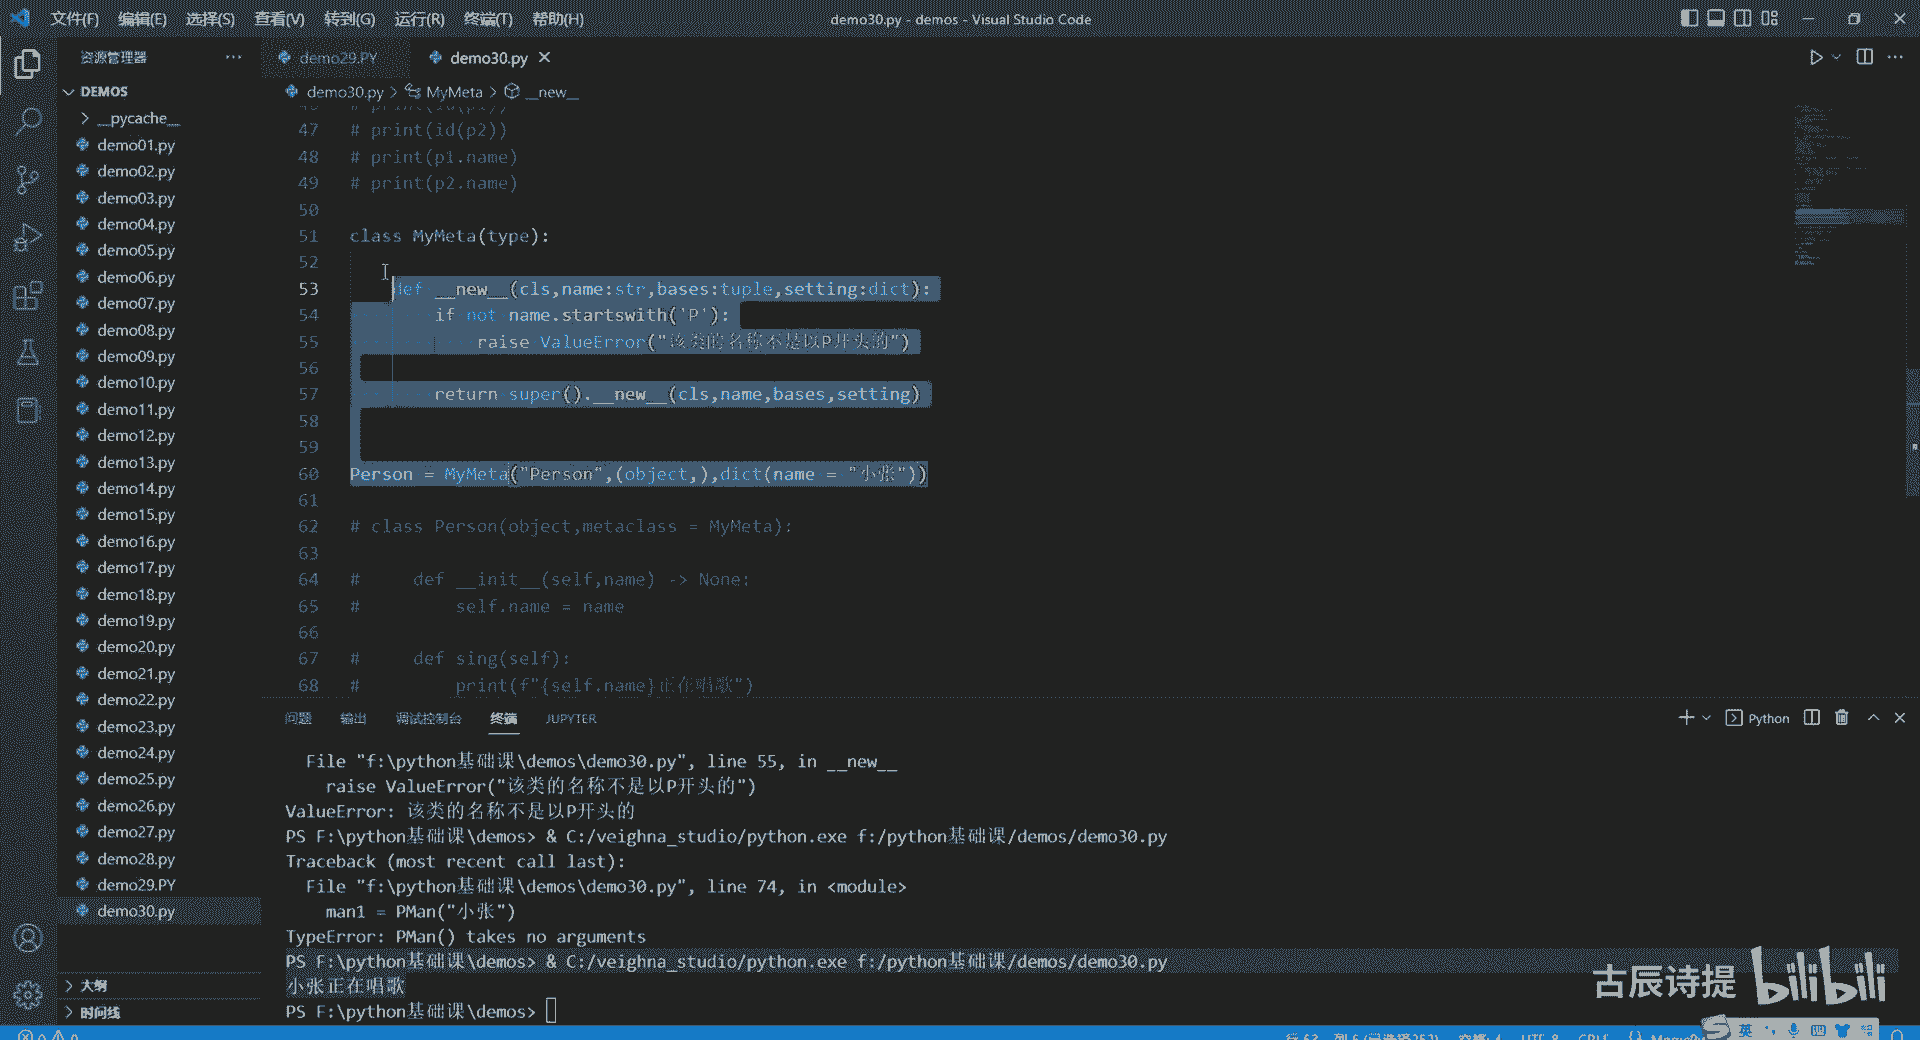 文件(F) 编辑(E) 选择(S) 查看(V) 转到(G) 运行(R) 终端(T) 帮助(H) demo30.py - demos - Visual Studio Code
资源管理器
demo29.PY
demo30.py
DEMOS
demo30.py > MyMeta > __new__
__pycache__
demo01.py
demo02.py
demo03.py
demo04.py
demo05.py
demo06.py
demo07.py
demo08.py
demo09.py
demo10.py
demo11.py
demo12.py
demo13.py
demo14.py
demo15.py
demo16.py
demo17.py
demo18.py
demo19.py
demo20.py
demo21.py
demo22.py
demo23.py
demo24.py
demo25.py
demo26.py
demo27.py
demo28.py
demo29.PY
demo30.py
大纲
时间线
47 # print(id(p2))
48 # print(p1.name)
49 # print(p2.name)
50
51 class MyMeta(type):
52
53 def __new__(cls,name:str,bases:tuple,setting:dict):
54 if not name.startswith('P'):
55 raise ValueError("该类的名称不是以P开头的")
56
57 return super().__new__(cls,name,bases,setting)
58
59
60 Person = MyMeta("Person",(object,),dict(name = "小张"))
61
62 # class Person(object,metaclass = MyMeta):
63
64 # def __init__(self,name) -> None:
65 # self.name = name
66
67 # def sing(self):
68 # print(f"{self.name}正在唱歌")
问题 输出 调试控制台 终端 JUPYTER
Python
File "f:\python基础课\demos\demo30.py", line 55, in __new__
raise ValueError("该类的名称不是以P开头的")
ValueError: 该类的名称不是以P开头的
PS F:\python基础课\demos> & C:/veighna_studio/python.exe f:/python基础课/demos/demo30.py
Traceback (most recent call last):
File "f:\python基础课\demos\demo30.py", line 74, in <module>
man1 = PMan("小张")
TypeError: PMan() takes no arguments
PS F:\python基础课\demos> & C:/veighna_studio/python.exe f:/python基础课/demos/demo30.py
小张正在唱歌
PS F:\python基础课\demos>
古辰诗提 bilibili
英